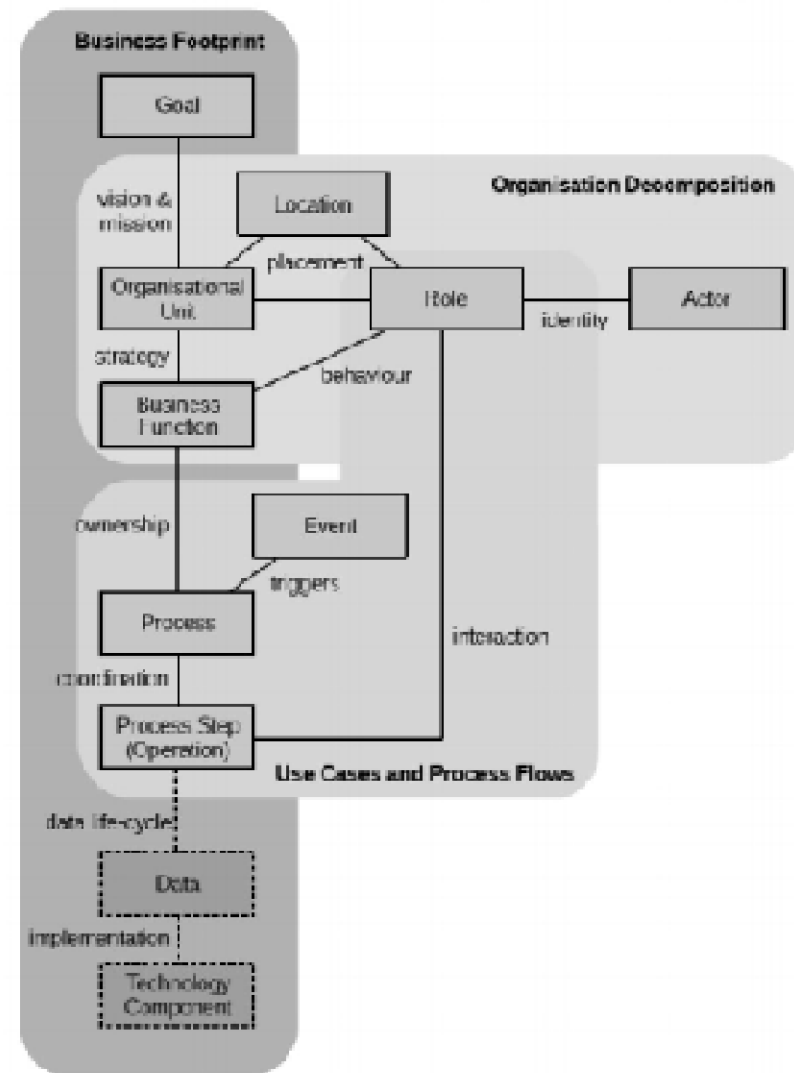 Business Footprint
Goal
Organisation Decomposition
vision &
mission
Location
placement
Organisational
Unit
Role
Actor
identity
strategy
behaviour
Business
Function
ownership
Event
triggers
Process
interaction
coordination
Process Step
(Operation)
Use Cases and Process Flows
data life-cycle
Data
implementation
Technology
Component